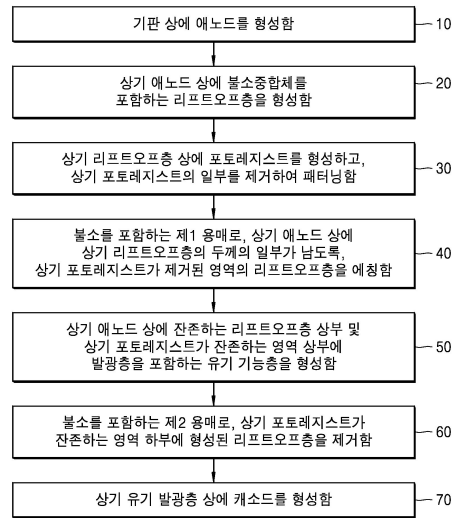 기판 상에 애노드를 형성함
10
상기 애노드 상에 불소중합체를
포함하는 리프트오프층을 형성함
20
상기 리프트오프층 상에 포토레지스트를 형성하고,
상기 포토레지스트의 일부를 제거하여 패터닝함
30
불소를 포함하는 제1 용매로, 상기 애노드 상에
상기 리프트오프층의 두께의 일부가 남도록,
상기 포토레지스트가 제거된 영역의 리프트오프층을 에칭함
40
상기 애노드 상에 잔존하는 리프트오프층 상부 및
상기 포토레지스트가 잔존하는 영역 상부에
발광층을 포함하는 유기 기능층을 형성함
50
불소를 포함하는 제2 용매로, 상기 포토레지스트가
잔존하는 영역 하부에 형성된 리프트오프층을 제거함
60
상기 유기 발광층 상에 캐소드를 형성함
70